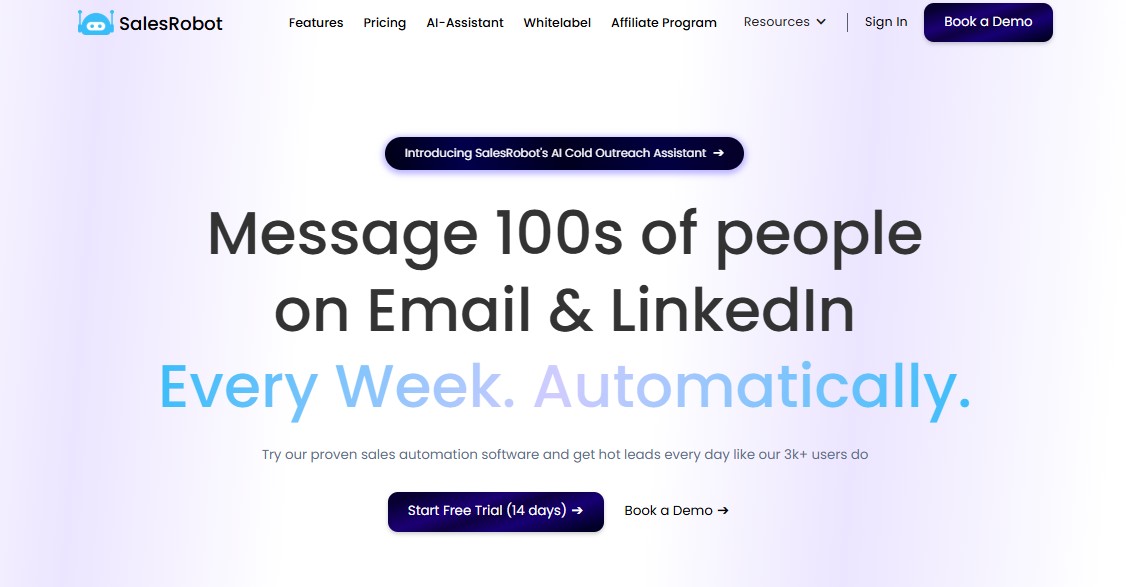 SalesRobot
Features Pricing AI-Assistant Whitelabel Affiliate Program Resources Sign In Book a Demo
Introducing SalesRobot's AI Cold Outreach Assistant ➔
Message 100s of people
on Email & LinkedIn
Every Week. Automatically.
Try our proven sales automation software and get hot leads every day like our 3k+ users do
Start Free Trial (14 days) ➔ Book a Demo ➔